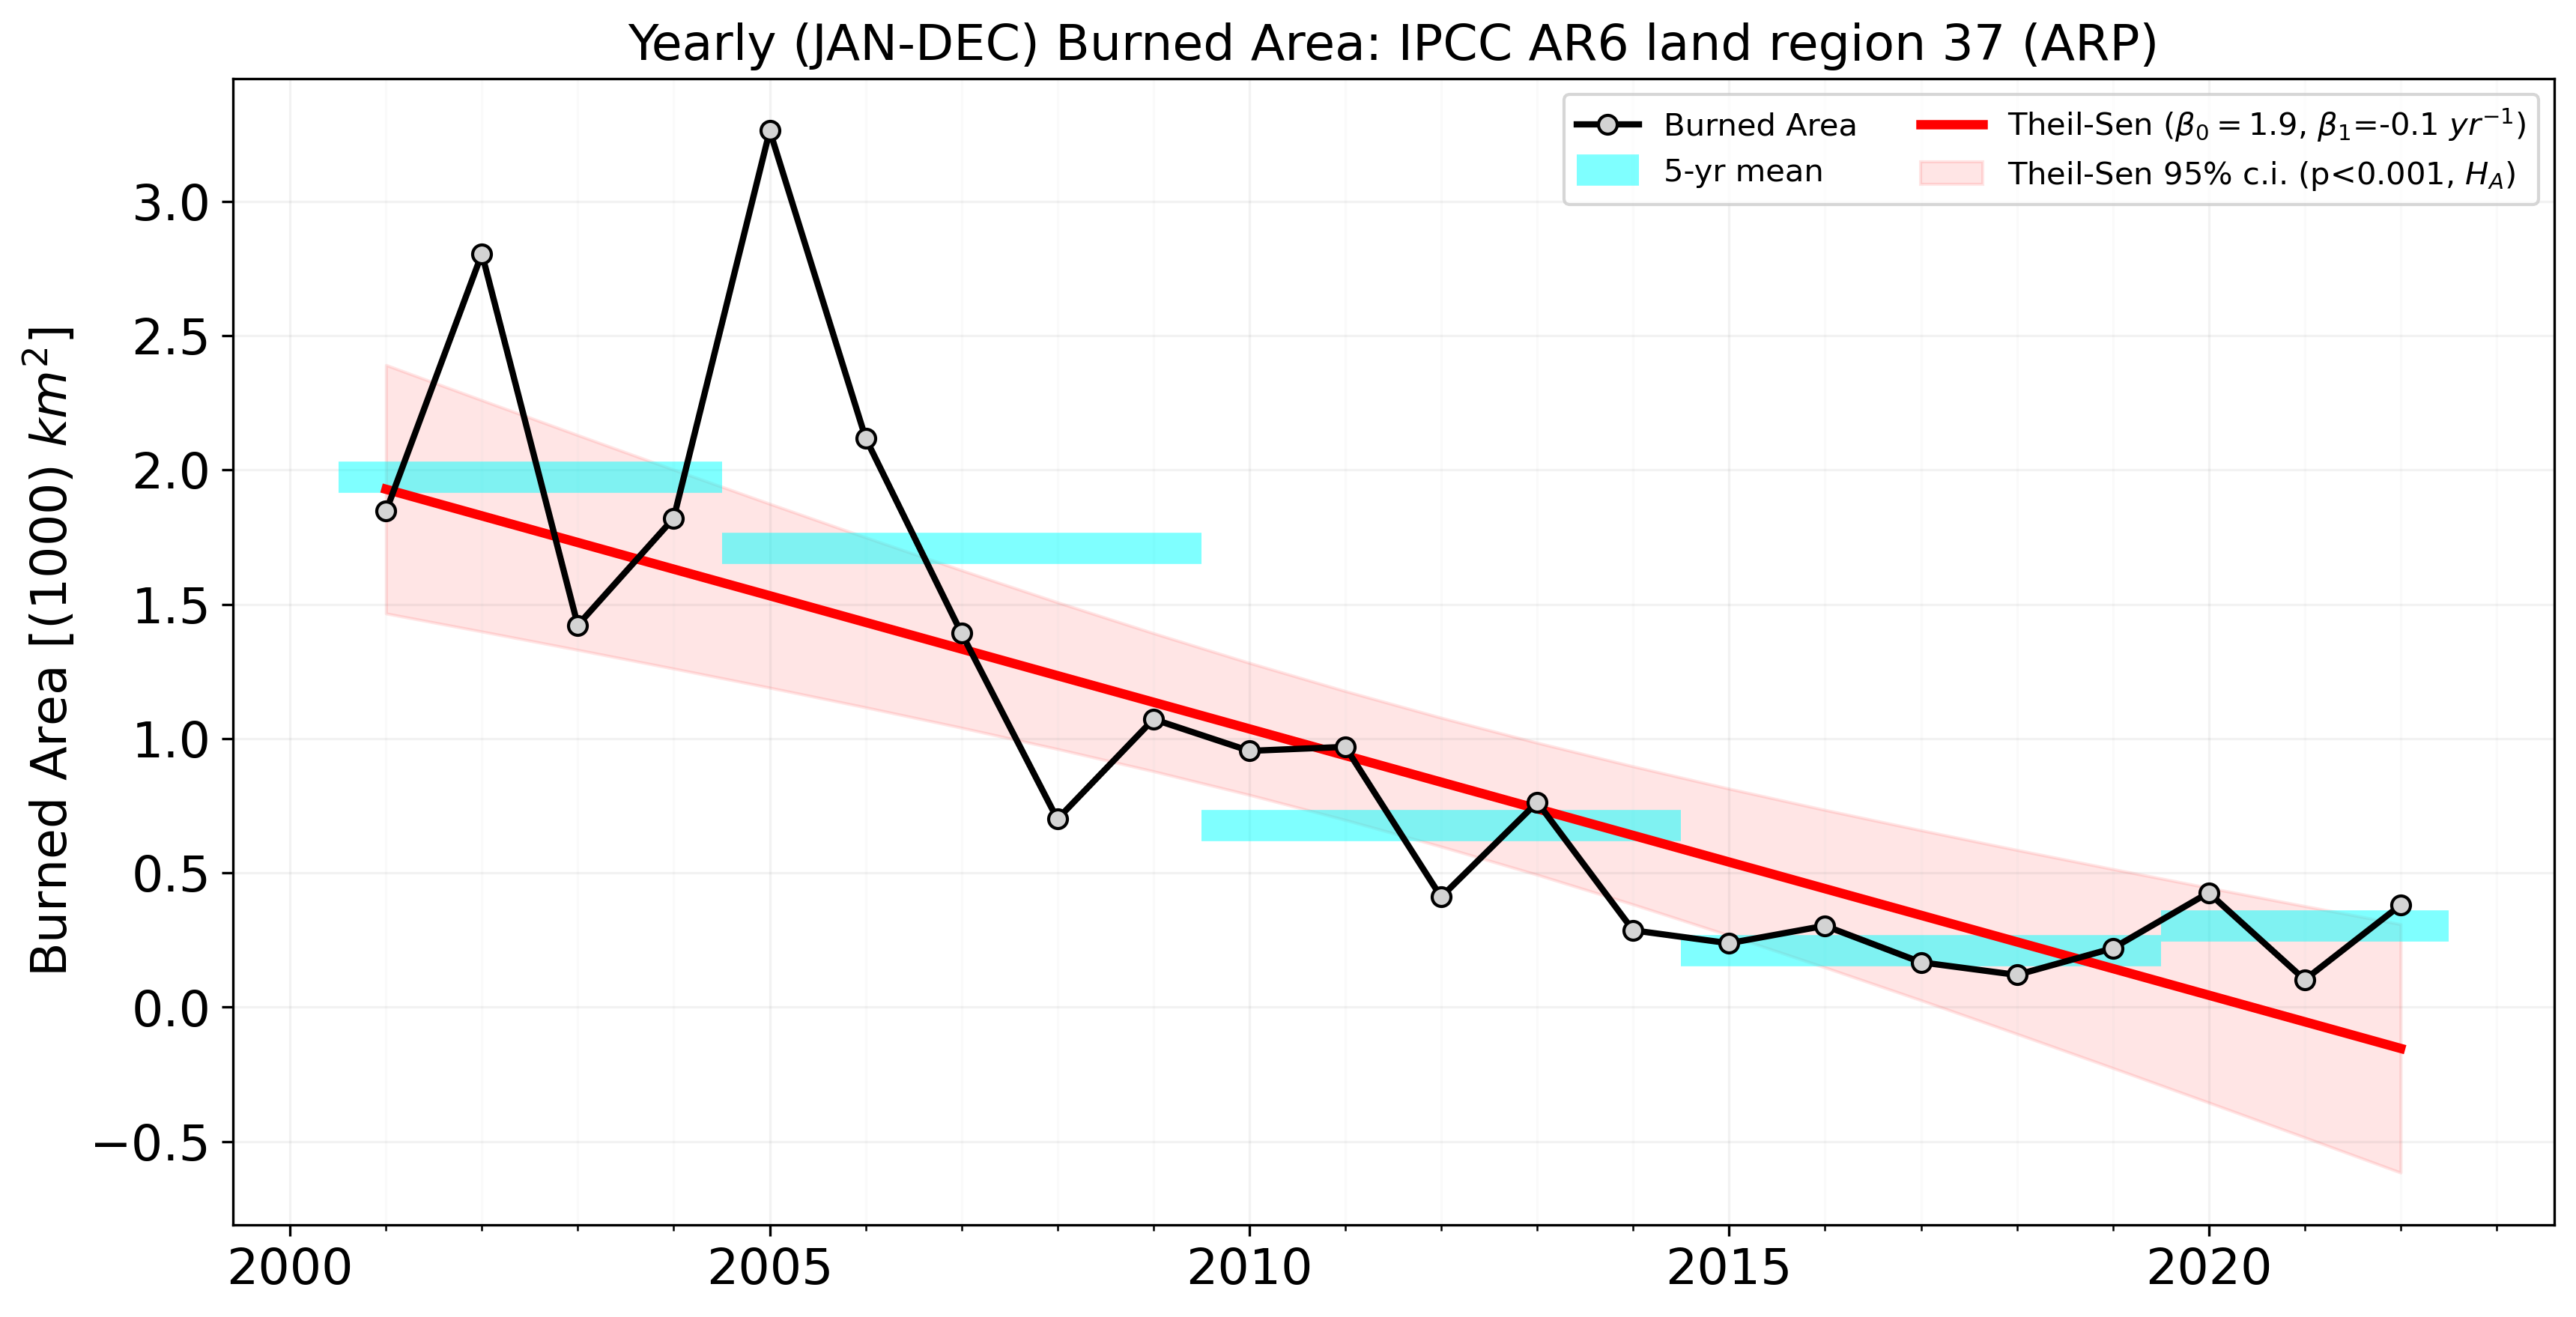 Yearly (JAN-DEC) Burned Area: IPCC AR6 land region 37 (ARP)
Burned Area
5-yr mean
Theil-Sen (β₀ = 1.9, β₁=-0.1 yr⁻¹)
Theil-Sen 95% c.i. (p<0.001, H_A)
Burned Area [(1000) km²]
3.0
2.5
2.0
1.5
1.0
0.5
0.0
−0.5
2000 2005 2010 2015 2020